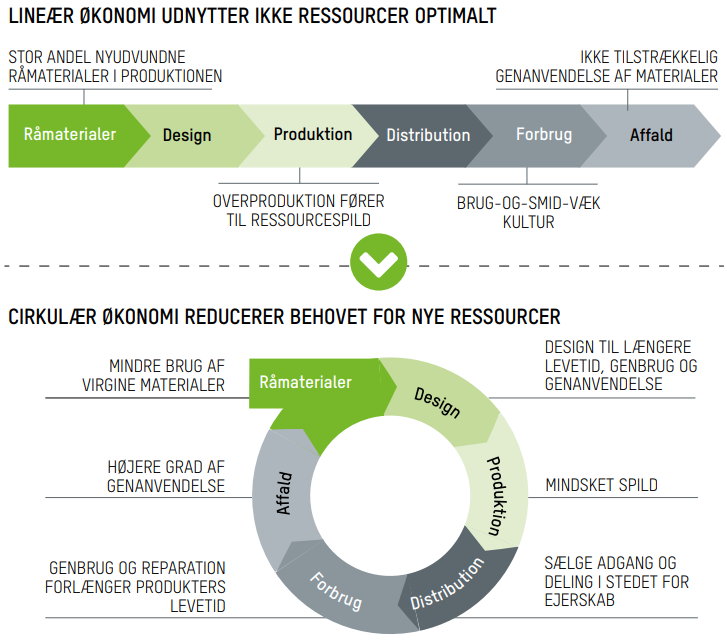 LINEÆR ØKONOMI UDNYTTER IKKE RESSOURCER OPTIMALT
STOR ANDEL NYUDVUNDNE
RÅMATERIALER I PRODUKTIONEN
IKKE TILSTRÆKKELIG
GENANVENDELSE AF MATERIALER
Råmaterialer
Design
Produktion
Distribution
Forbrug
Affald
OVERPRODUKTION FØRER
TIL RESSOURCESPILD
BRUG-OG-SMID-VÆK
KULTUR
CIRKULÆR ØKONOMI REDUCERER BEHOVET FOR NYE RESSOURCER
MINDRE BRUG AF
VIRGINE MATERIALER
Råmaterialer
Design
DESIGN TIL LÆNGERE
LEVETID, GENBRUG OG
GENANVENDELSE
HØJERE GRAD AF
GENANVENDELSE
Affald
Produktion
MINDSKET SPILD
GENBRUG OG REPARATION
FORLÆNGER PRODUKTERS
LEVETID
Forbrug
Distribution
SÆLGE ADGANG OG
DELING I STEDET FOR
EJERSKAB